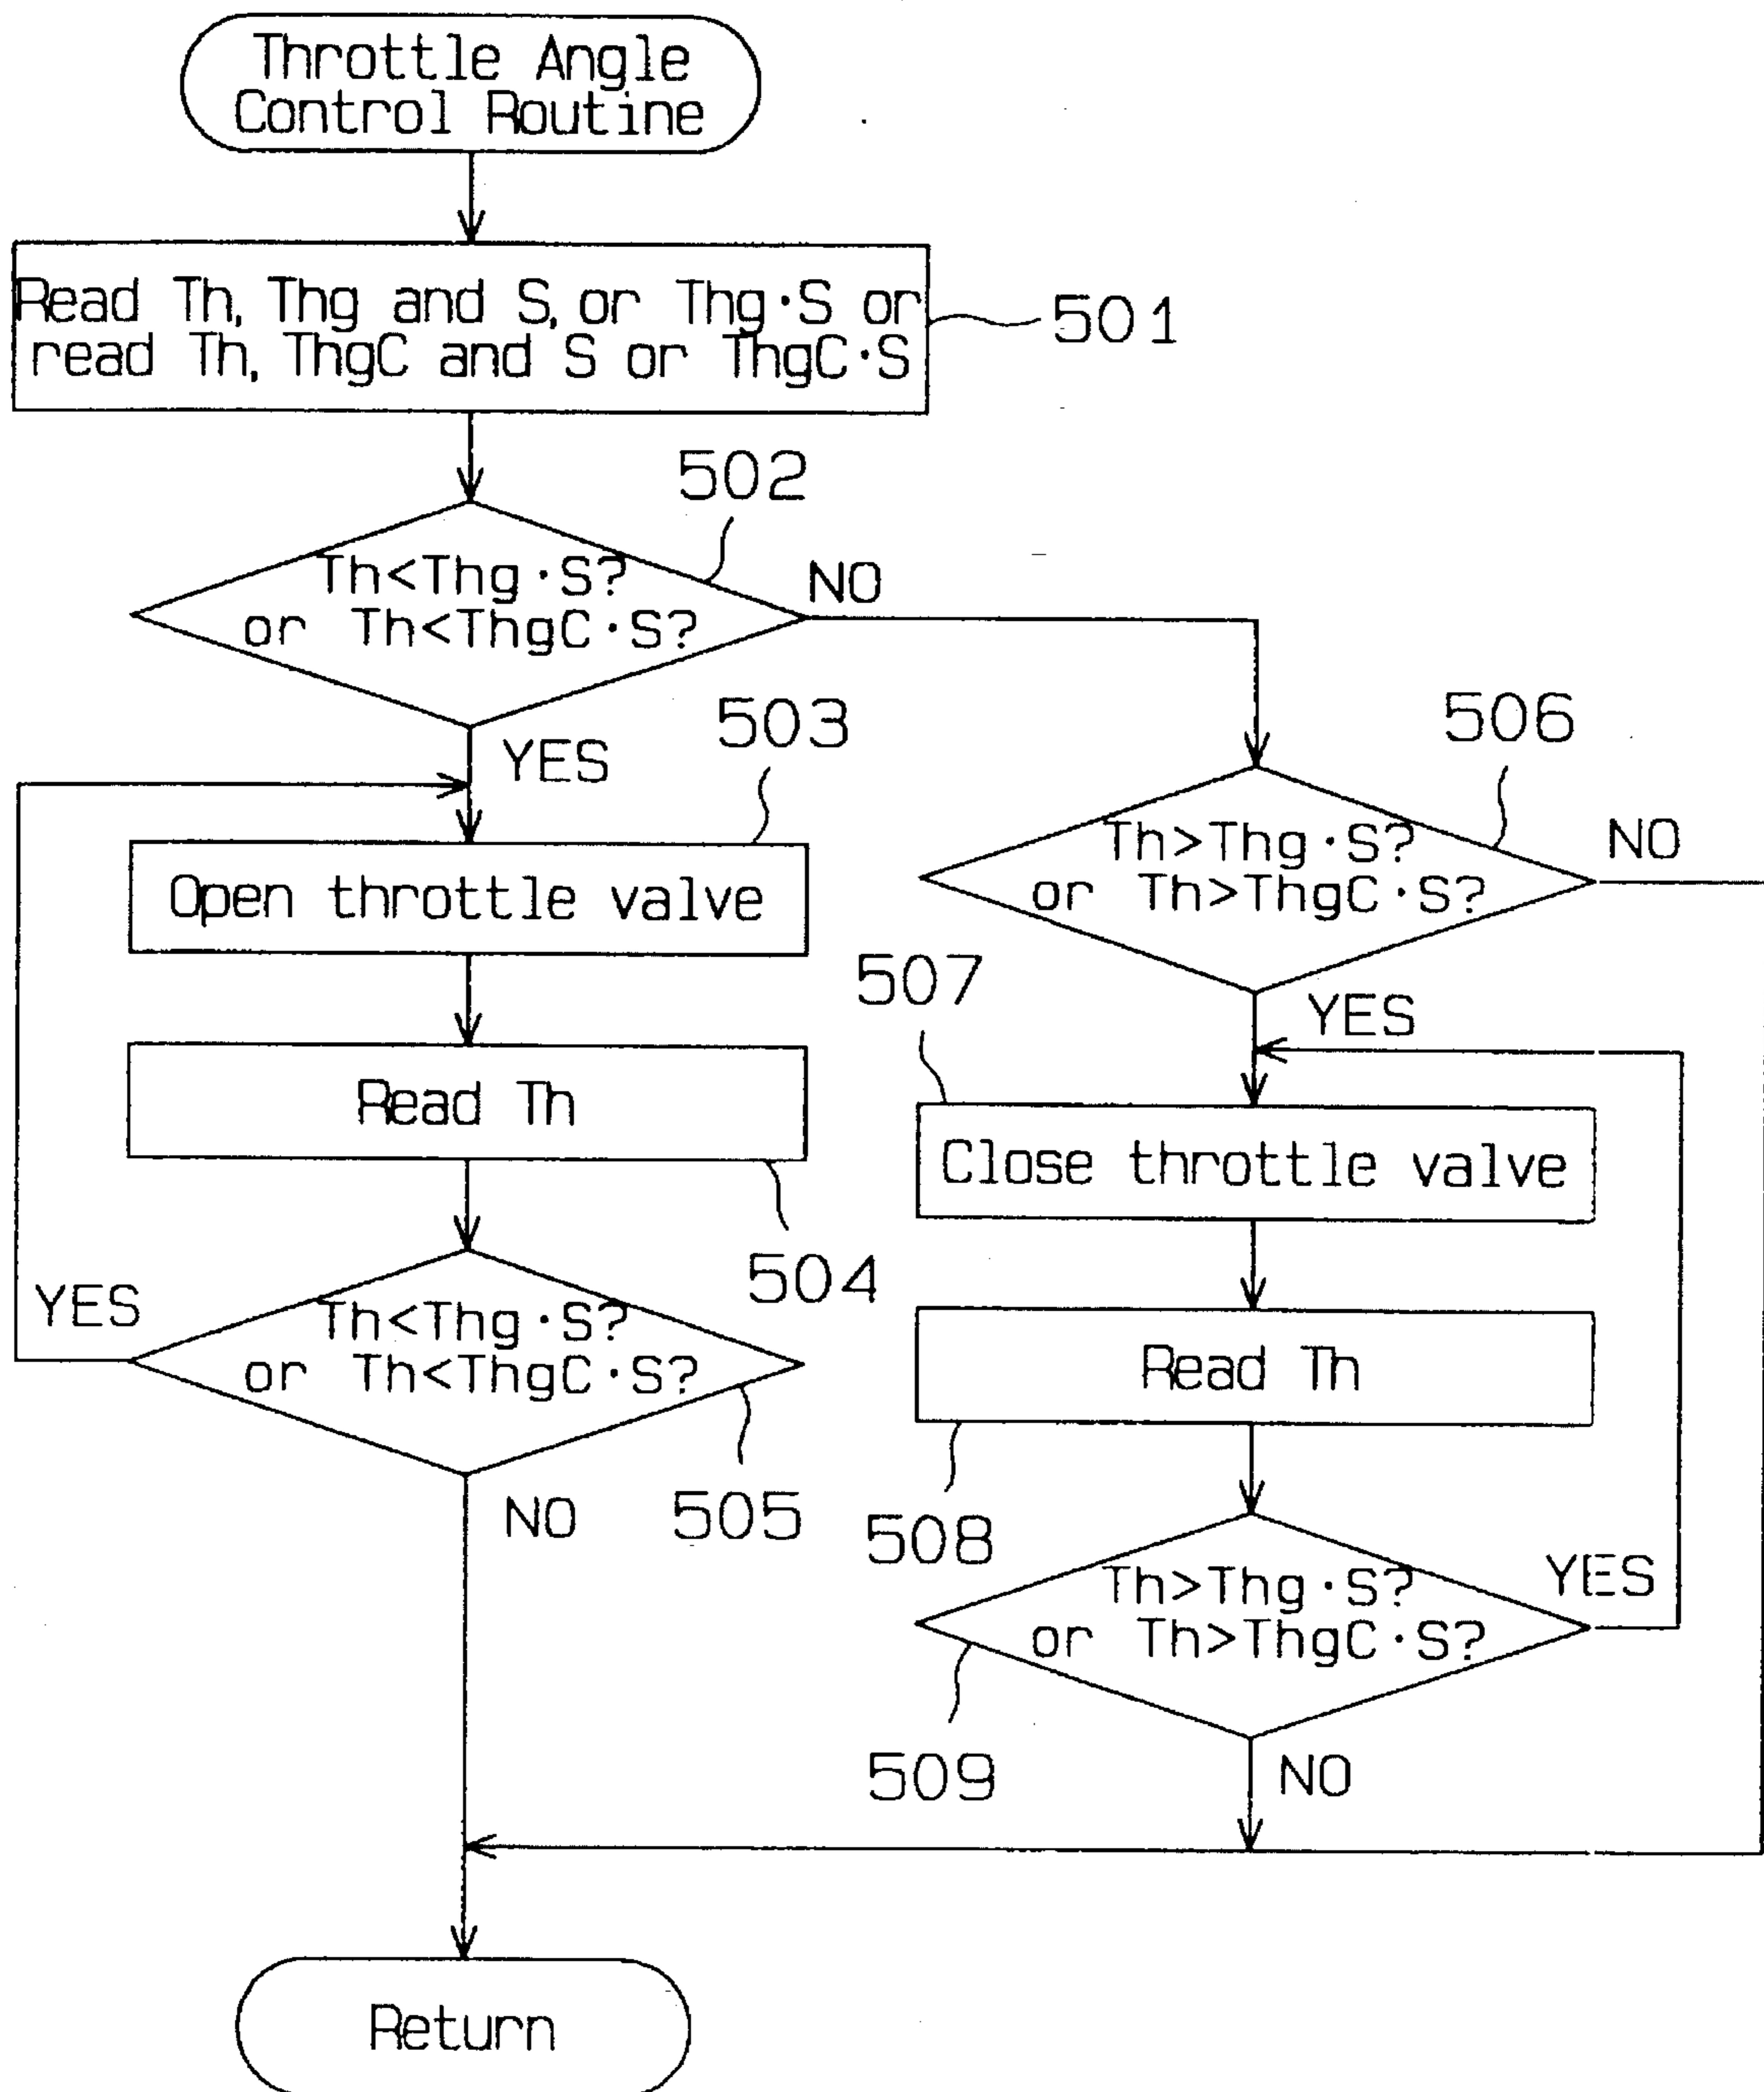 Throttle Angle
Control Routine
Read Th, Thg and S, or Thg·S or
read Th, ThgC and S or ThgC·S
501
502
Th<Thg·S?
or Th<ThgC·S?
NO
YES
503
Open throttle valve
Read Th
504
YES
Th<Thg·S?
or Th<ThgC·S?
505
NO
506
Th>Thg·S?
or Th>ThgC·S?
NO
YES
507
Close throttle valve
Read Th
508
Th>Thg·S?
or Th>ThgC·S?
YES
509
NO
Return